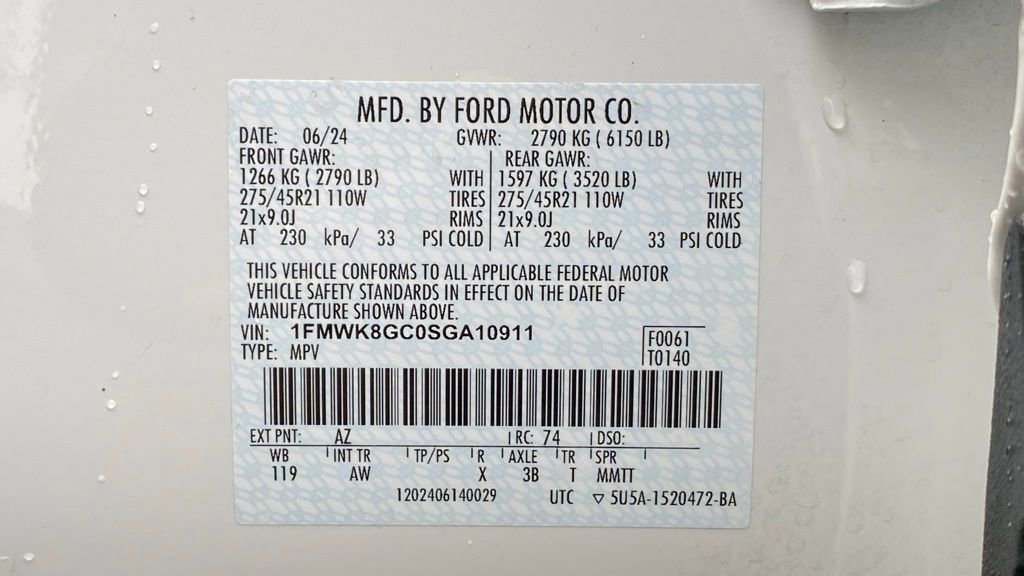 MFD. BY FORD MOTOR CO.
DATE: 06/24 GVWR: 2790 KG ( 6150 LB)
FRONT GAWR: REAR GAWR:
1266 KG ( 2790 LB) WITH 1597 KG ( 3520 LB) WITH
275/45R21 110W TIRES 275/45R21 110W TIRES
21x9.0J RIMS 21x9.0J RIMS
AT 230 kPa/ 33 PSI COLD AT 230 kPa/ 33 PSI COLD
THIS VEHICLE CONFORMS TO ALL APPLICABLE FEDERAL MOTOR
VEHICLE SAFETY STANDARDS IN EFFECT ON THE DATE OF
MANUFACTURE SHOWN ABOVE.
VIN: 1FMWK8GC0SGA10911 F0061
TYPE: MPV T0140
EXT PNT: AZ RC: 74 DSO:
WB INT TR TP/PS R AXLE TR SPR
119 AW X 3B T MMTT
1202406140029 UTC ▽ 5U5A-1520472-BA